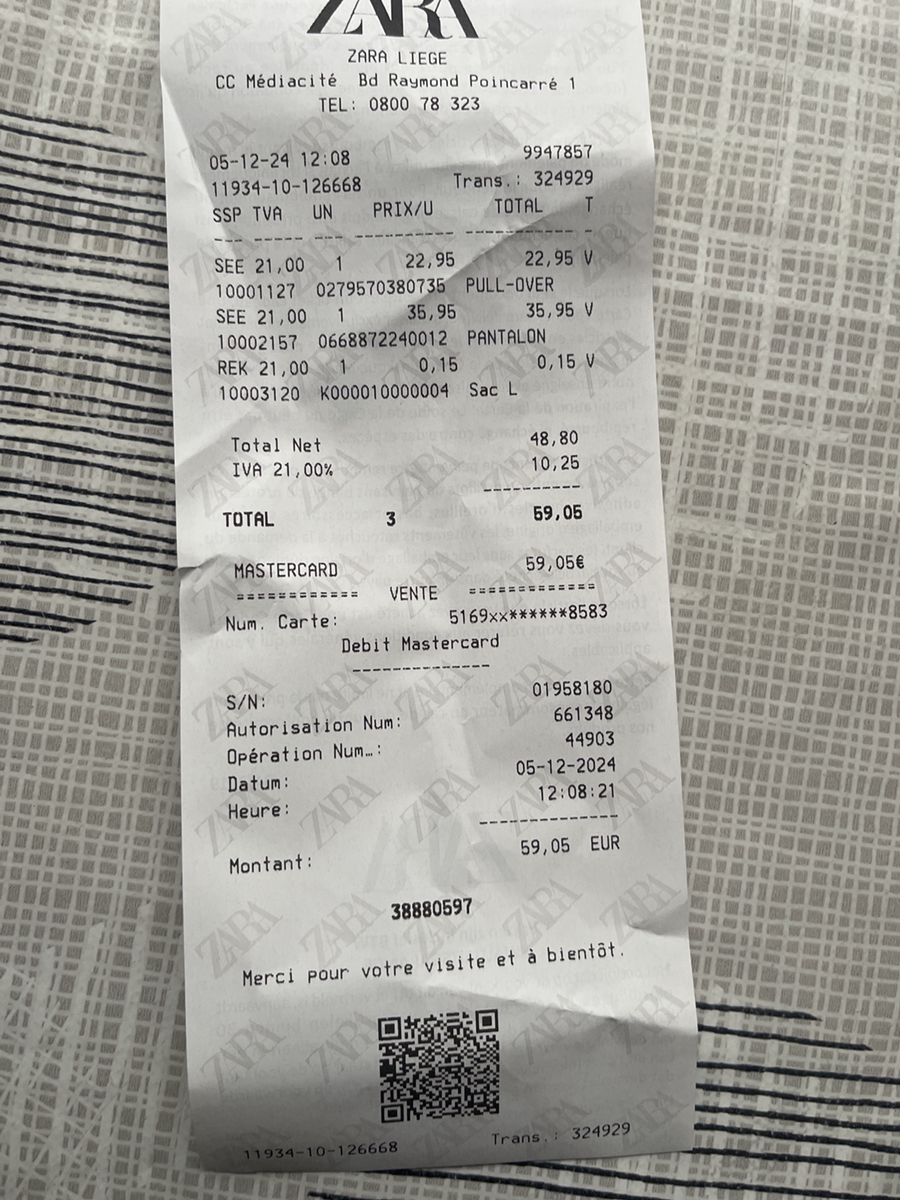 ZARA
ZARA LIEGE
CC Médiacité Bd Raymond Poincarré 1
TEL: 0800 78 323
05-12-24 12:08 9947857
11934-10-126668 Trans.: 324929
SSP TVA UN PRIX/U TOTAL T
--- ----- --- ---------- ----------- -
SEE 21,00 1 22,95 22,95 V
10001127 0279570380735 PULL-OVER
SEE 21,00 1 35,95 35,95 V
10002157 0668872240012 PANTALON
REK 21,00 1 0,15 0,15 V
10003120 K000010000004 Sac L
Total Net 48,80
IVA 21,00% 10,25
----------
TOTAL 3 59,05
MASTERCARD 59,05€
============ VENTE =============
Num. Carte: 5169xx******8583
Debit Mastercard
--------------
S/N: 01958180
Autorisation Num: 661348
Opération Num…: 44903
Datum: 05-12-2024
Heure: 12:08:21
--------------
Montant: 59,05 EUR
38880597
Merci pour votre visite et à bientôt.
11934-10-126668 Trans.: 324929